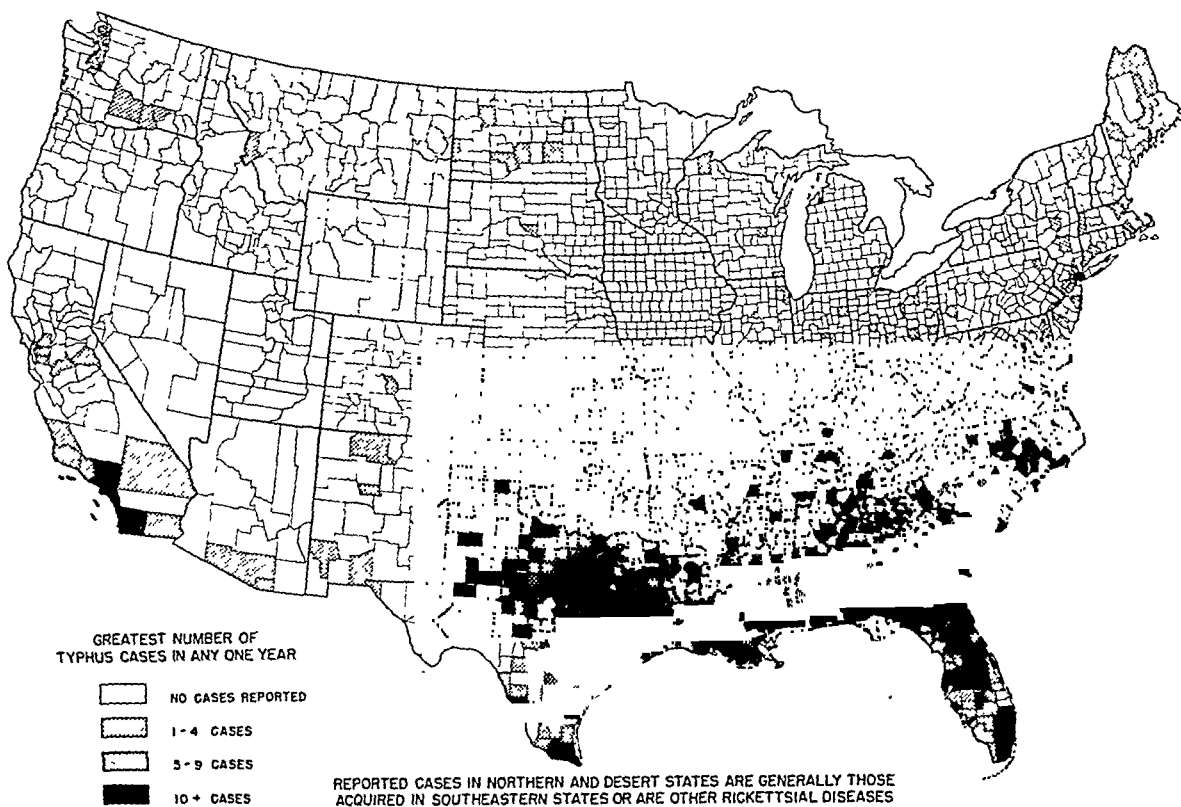 GREATEST NUMBER OF
TYPHUS CASES IN ANY ONE YEAR
NO CASES REPORTED
1-4 CASES
5-9 CASES
10+ CASES
REPORTED CASES IN NORTHERN AND DESERT STATES ARE GENERALLY THOSE
ACQUIRED IN SOUTHEASTERN STATES OR ARE OTHER RICKETTSIAL DISEASES